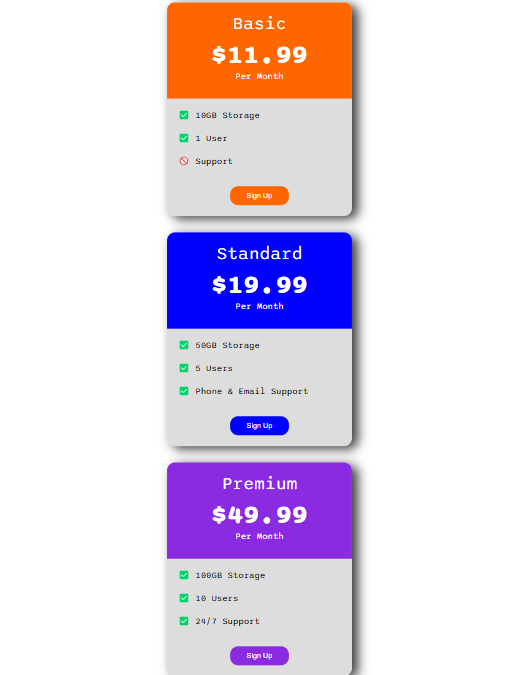 Basic
$11.99
Per Month
10GB Storage
1 User
Support
Sign Up
Standard
$19.99
Per Month
50GB Storage
5 Users
Phone & Email Support
Sign Up
Premium
$49.99
Per Month
100GB Storage
10 Users
24/7 Support
Sign Up